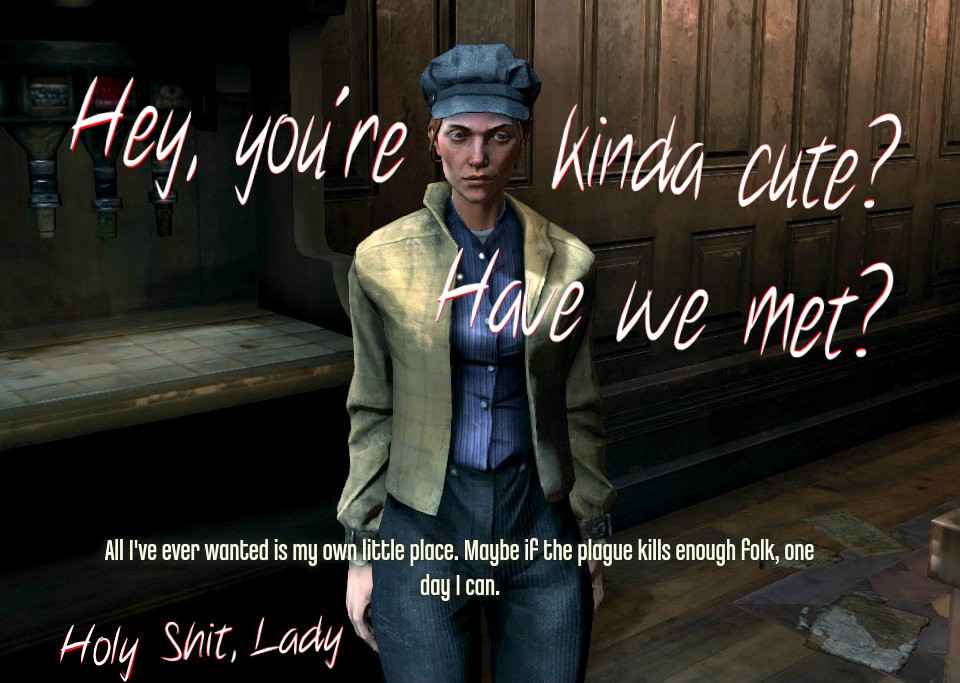 Hey, you're kinda cute?
Have we met?
All I've ever wanted is my own little place. Maybe if the plague kills enough folk, one
day I can.
Holy Shit, Lady